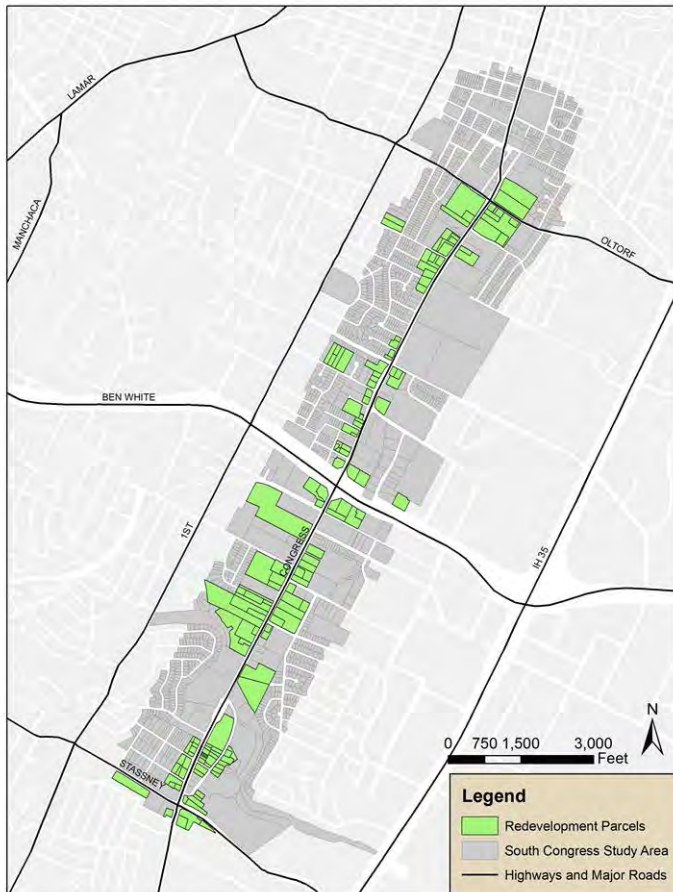 LAMAR
MANCHACA
OLTORF
BEN WHITE
1ST
CONGRESS
IH 35
STASSNEY
N
0 750 1,500 3,000
Feet
Legend
Redevelopment Parcels
South Congress Study Area
Highways and Major Roads